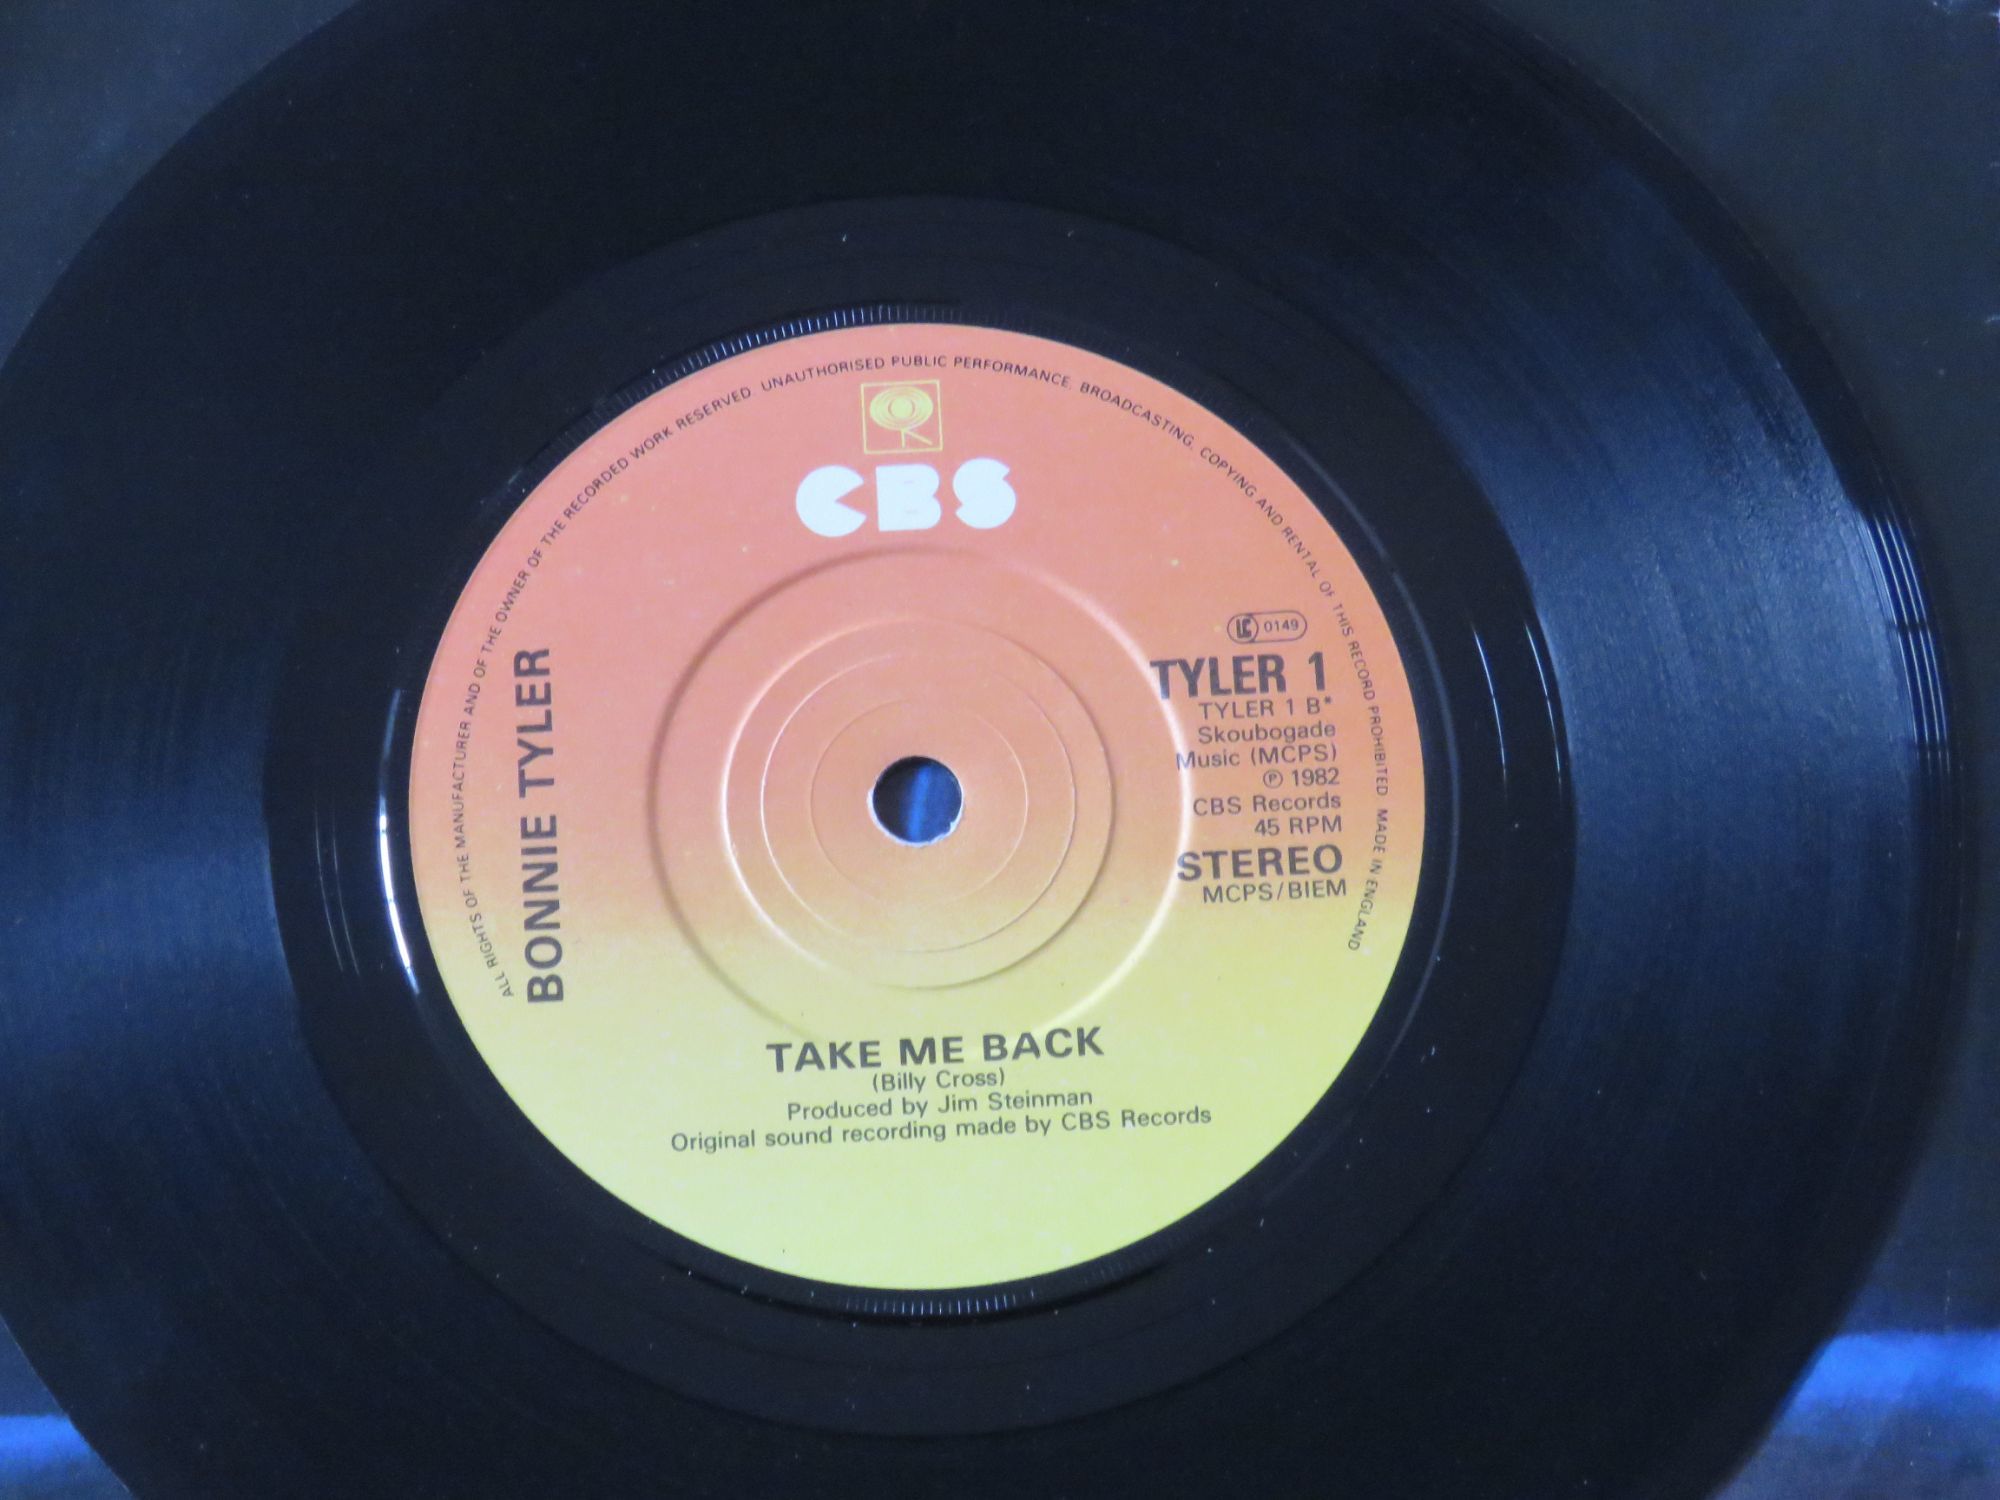 ALL RIGHTS OF THE MANUFACTURER AND OF THE OWNER OF THE RECORDED WORK RESERVED. UNAUTHORISED PUBLIC PERFORMANCE. BROADCASTING. COPYING AND RENTAL OF THIS RECORD PROHIBITED MADE IN ENGLAND
CBS
BONNIE TYLER
LC 0149
TYLER 1
TYLER 1 B*
Skoubogade
Music (MCPS)
℗ 1982
CBS Records
45 RPM
STEREO
MCPS/BIEM
TAKE ME BACK
(Billy Cross)
Produced by Jim Steinman
Original sound recording made by CBS Records